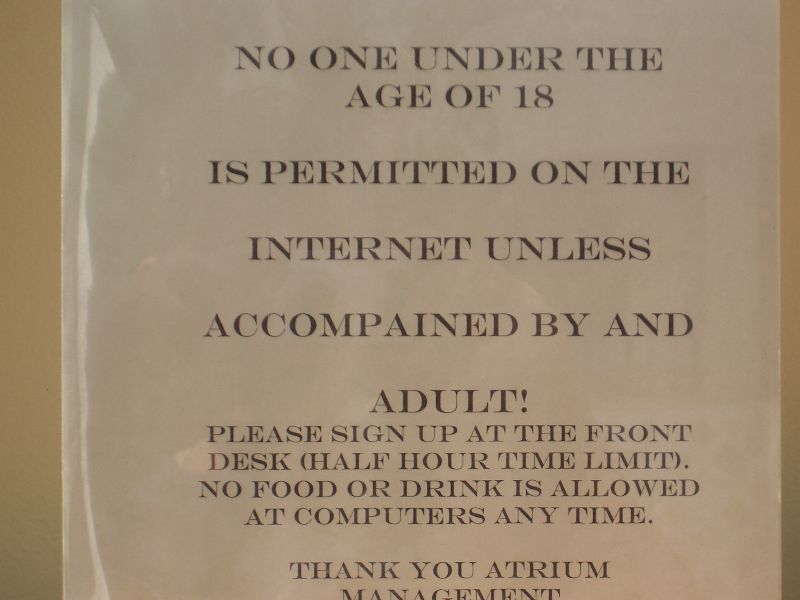 NO ONE UNDER THE
AGE OF 18
IS PERMITTED ON THE
INTERNET UNLESS
ACCOMPAINED BY AND
ADULT!
PLEASE SIGN UP AT THE FRONT
DESK (HALF HOUR TIME LIMIT).
NO FOOD OR DRINK IS ALLOWED
AT COMPUTERS ANY TIME.
THANK YOU ATRIUM
MANAGEMENT